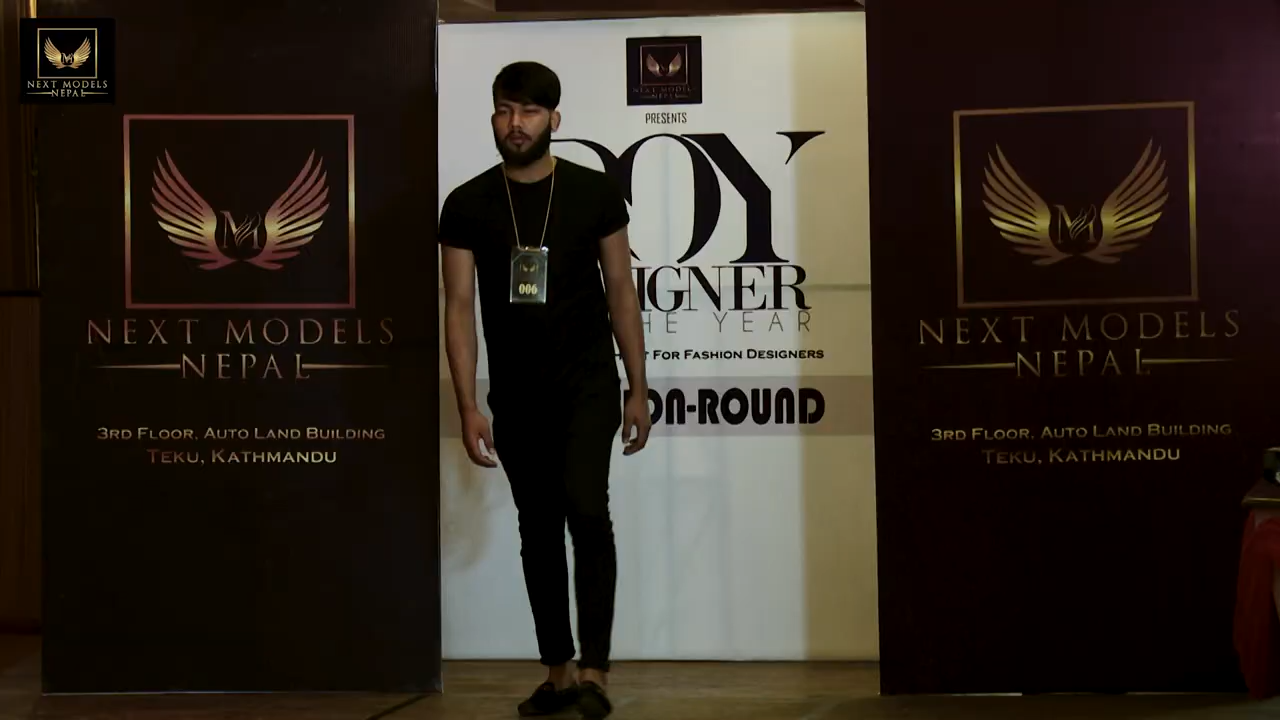 NEXT MODELS
NEPAL
NEXT MODELS
NEPAL
3RD FLOOR, AUTO LAND BUILDING
TEKU, KATHMANDU
NEXT MODELS
NEPAL
PRESENTS
OY
IGNER
HE YEAR
T FOR FASHION DESIGNERS
ON-ROUND
006
NEXT MODELS
NEPAL
3RD FLOOR, AUTO LAND BUILDING
TEKU, KATHMANDU